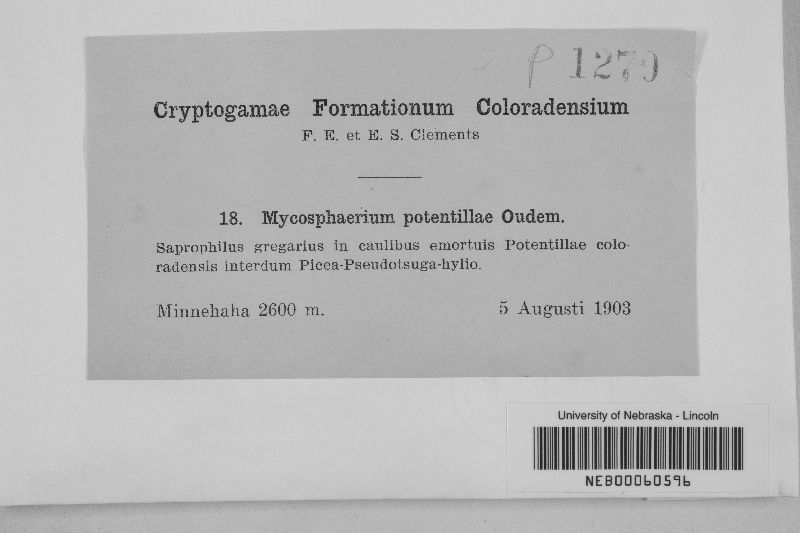 P 1279
Cryptogamae Formationum Coloradensium
F. E. et E. S. Clements
18. Mycosphaerium potentillae Oudem.
Saprophilus gregarius in caulibus emortuis Potentillae colo-
radensis interdum Picea-Pseudotsuga-hylio.
Minnehaha 2600 m. 5 Augusti 1903
University of Nebraska - Lincoln
NEB00060596